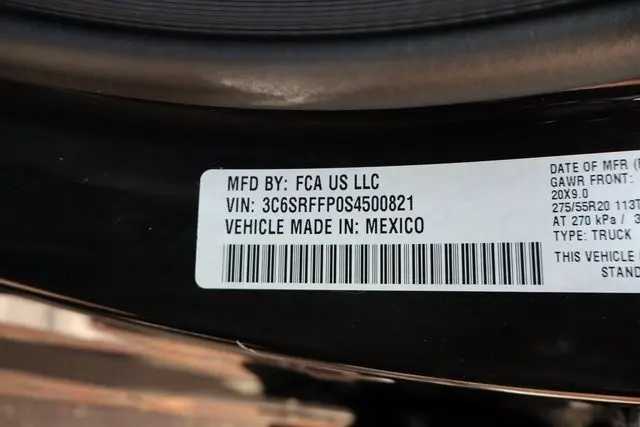 MFD BY: FCA US LLC
VIN: 3C6SRFFP0S4500821
VEHICLE MADE IN: MEXICO
DATE OF MFR
GAWR FRONT:
20X9.0
275/55R20 113T
AT 270 kPa /
TYPE: TRUCK
THIS VEHICLE
STAND